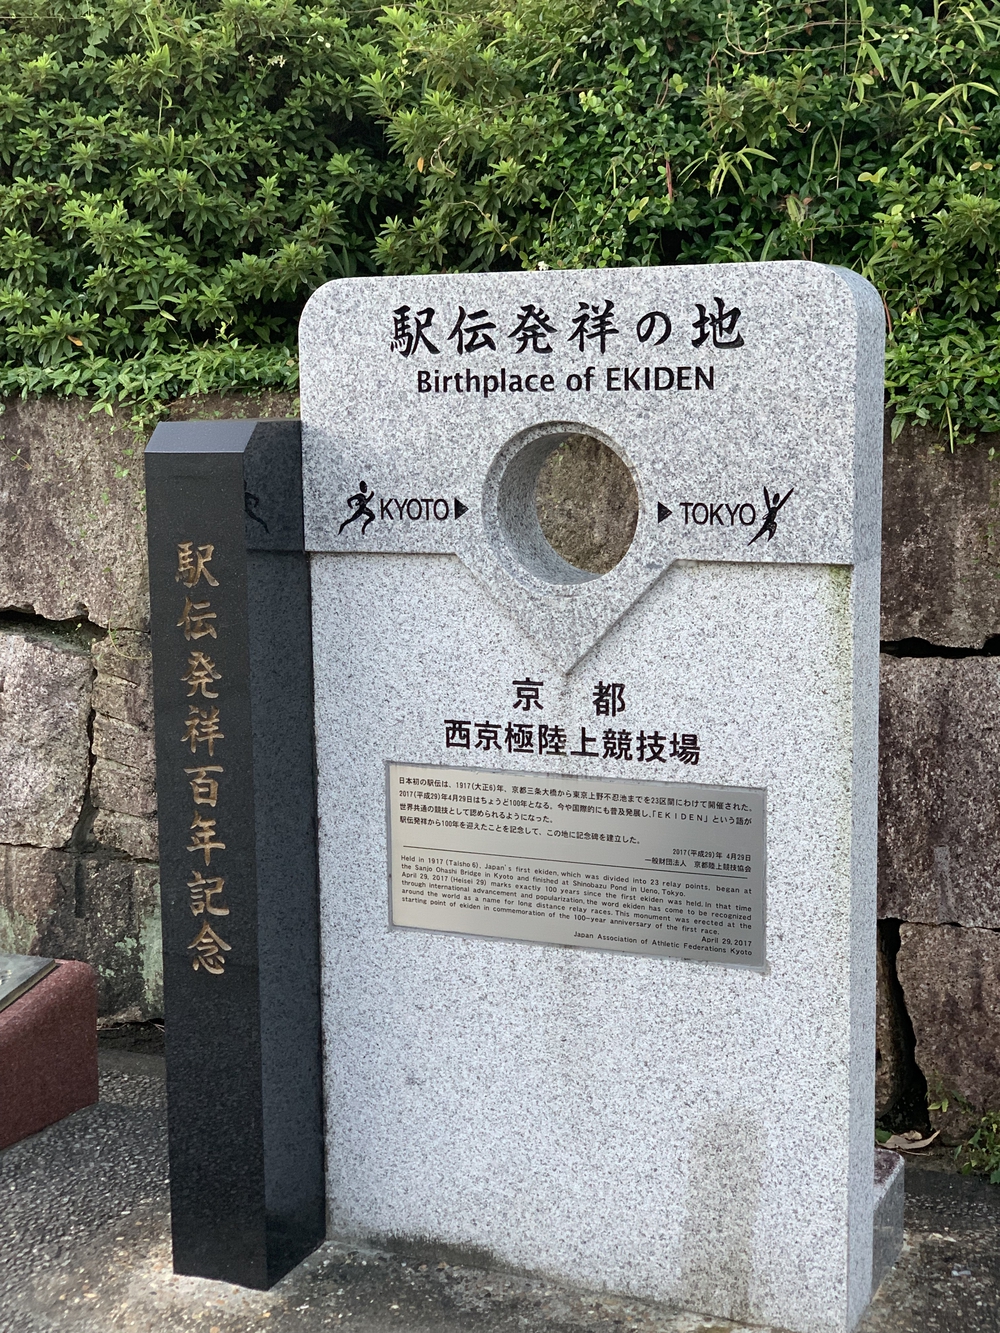 駅伝発祥の地
Birthplace of EKIDEN
KYOTO
TOKYO
京 都
西京極陸上競技場
日本初の駅伝は、1917(大正6)年、京都三条大橋から東京上野不忍池までを23区間にわけて開催された。
2017(平成29)年4月29日はちょうど100年となる。今や国際的にも普及発展し、「EKIDEN」という語が
世界共通の競技として認められるようになった。
駅伝発祥から100年を迎えたことを記念して、この地に記念碑を建立した。
2017(平成29)年 4月29日
一般財団法人 京都陸上競技協会
Held in 1917 (Taisho 6), Japan's first ekiden, which was divided into 23 relay points, began at
the Sanjo Ohashi Bridge in Kyoto and finished at Shinobazu Pond in Ueno, Tokyo.
April 29, 2017 (Heisei 29) marks exactly 100 years since the first ekiden was held. In that time
through international advancement and popularization, the word ekiden has come to be recognized
around the world as a name for long distance relay races. This monument was erected at the
starting point of ekiden in commemoration of the 100-year anniversary of the first race.
April 29, 2017
Japan Association of Athletic Federations Kyoto
駅伝発祥百年記念